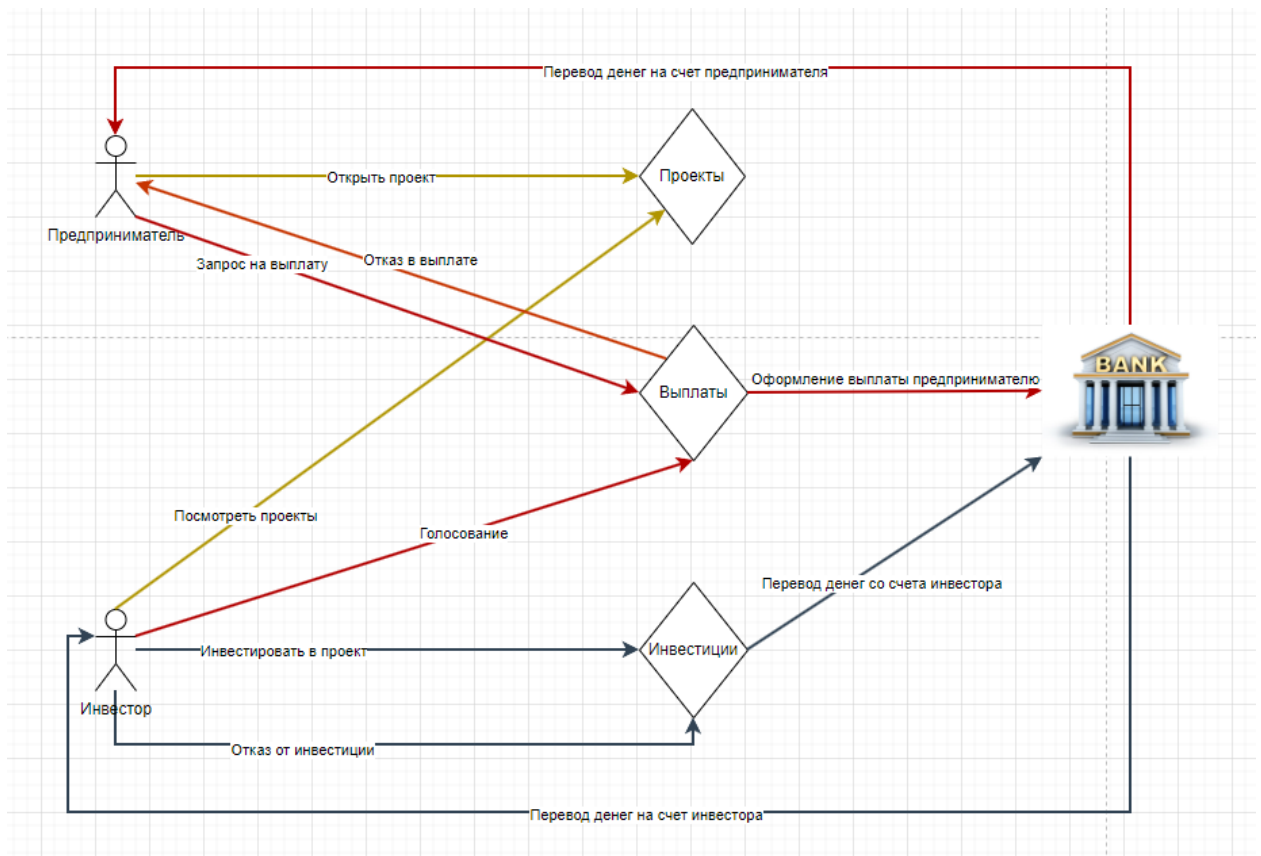 Перевод денег на счет предпринимателя
Открыть проект
Проекты
Предприниматель
Запрос на выплату
Отказ в выплате
BANK
Выплаты
Оформление выплаты предпринимателю
Посмотреть проекты
Голосование
Перевод денег со счета инвестора
Инвестировать в проект
Инвестиции
Инвестор
Отказ от инвестиции
Перевод денег на счет инвестора